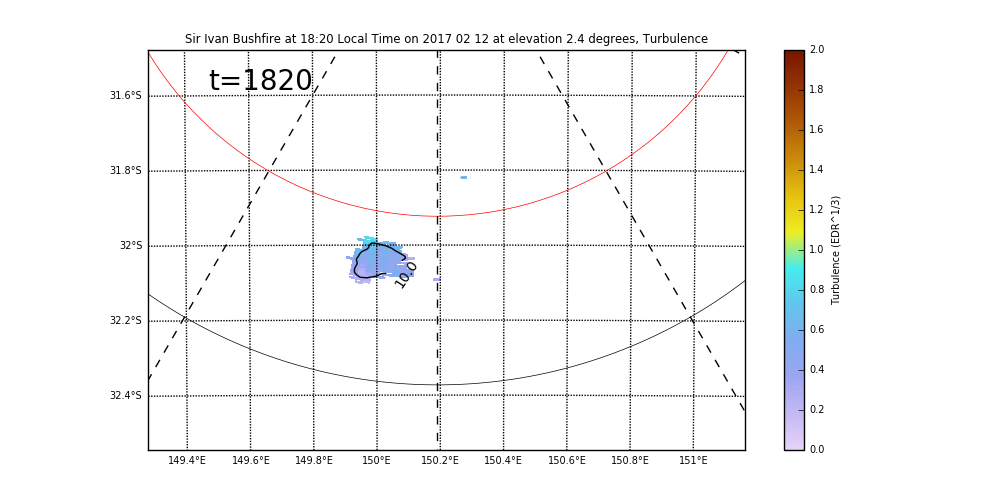 Sir Ivan Bushfire at 18:20 Local Time on 2017 02 12 at elevation 2.4 degrees, Turbulence
t=1820
31.6°S
31.8°S
32°S
32.2°S
32.4°S
10.0
149.4°E 149.6°E 149.8°E 150°E 150.2°E 150.4°E 150.6°E 150.8°E 151°E
2.0
1.8
1.6
1.4
1.2
1.0
0.8
0.6
0.4
0.2
0.0
Turbulence (EDR^1/3)